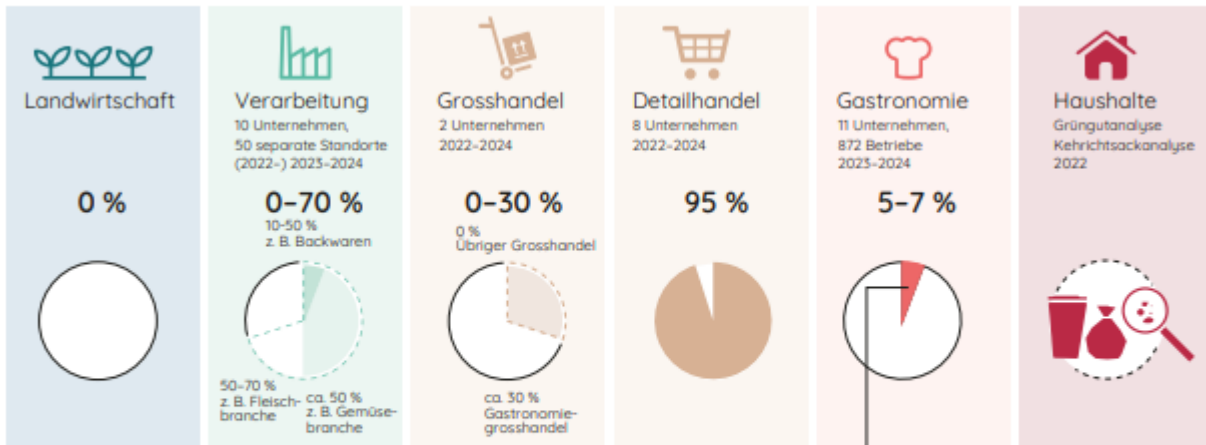 Landwirtschaft
0 %
Verarbeitung
10 Unternehmen,
50 separate Standorte
(2022–) 2023–2024
0–70 %
10-50 %
z. B. Backwaren
50–70 %
z. B. Fleisch-
branche
ca. 50 %
z. B. Gemüse-
branche
Grosshandel
2 Unternehmen
2022–2024
0–30 %
0 %
Übriger Grosshandel
ca. 30 %
Gastronomie-
grosshandel
Detailhandel
8 Unternehmen
2022–2024
95 %
Gastronomie
11 Unternehmen,
872 Betriebe
2023–2024
5–7 %
Haushalte
Grüngutanalyse
Kehrichtsackanalyse
2022